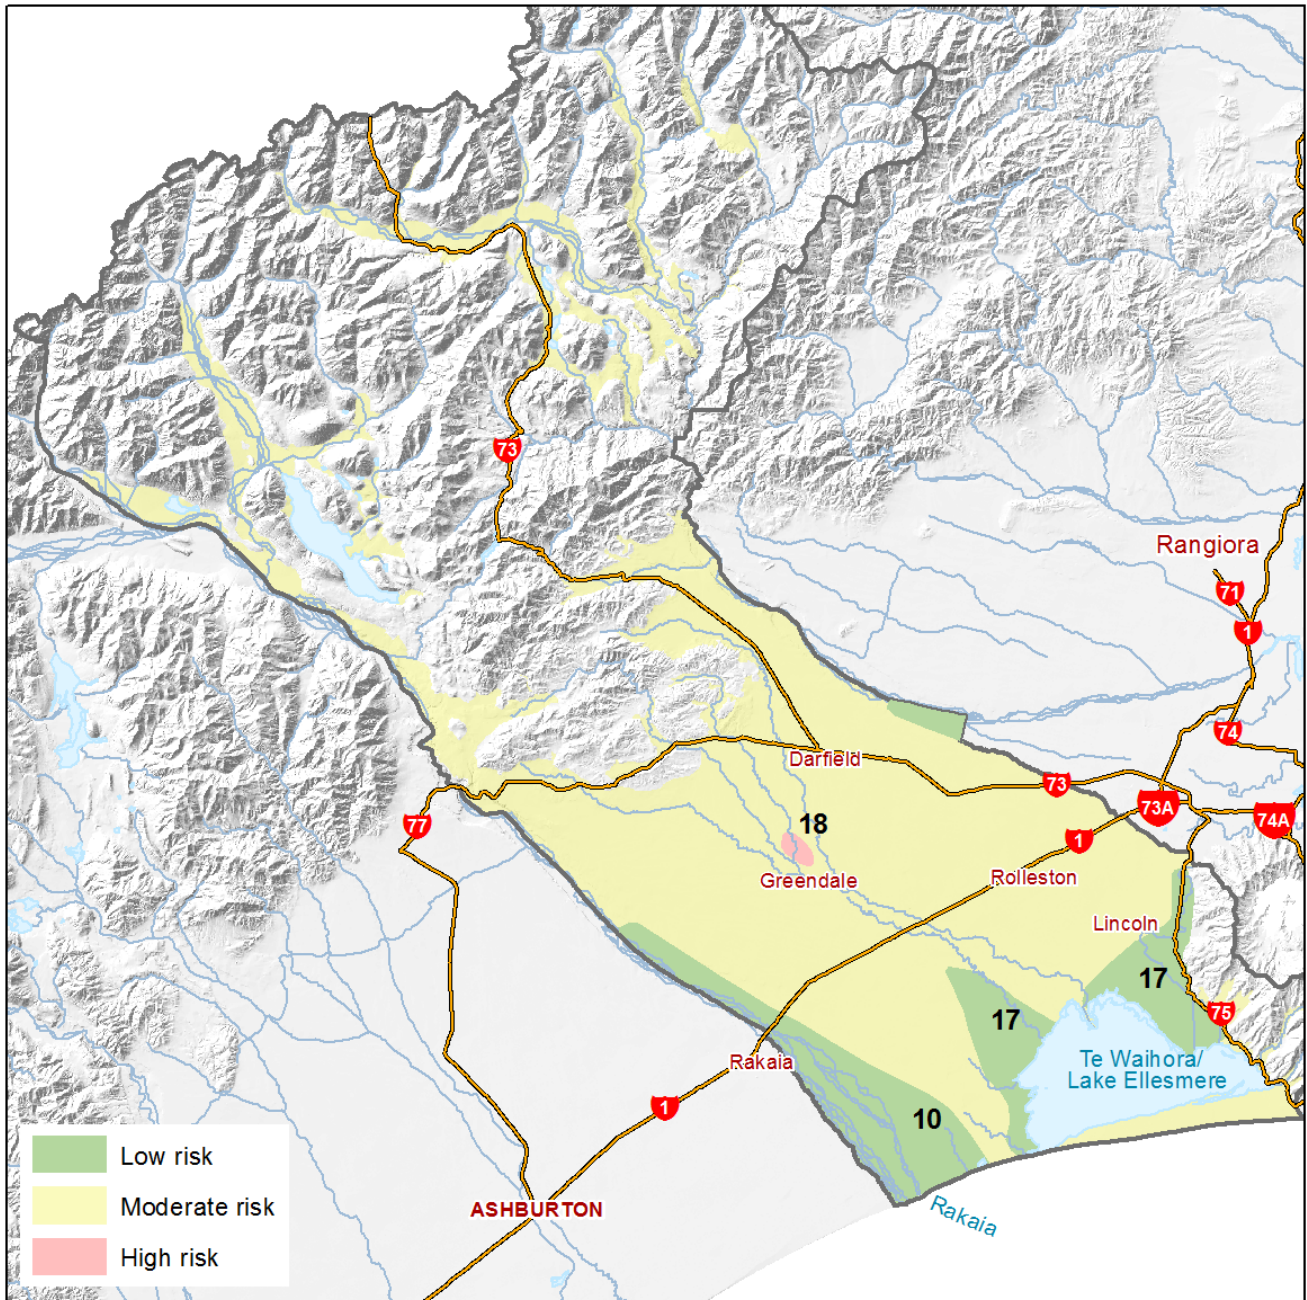 73
Rangiora
71
1
74
Darfield
73
73A
74A
77
18
1
Greendale
Rolleston
Lincoln
17
17
75
Te Waihora/
Lake Ellesmere
Rakaia
1
10
Low risk
Moderate risk
High risk
ASHBURTON
Rakaia